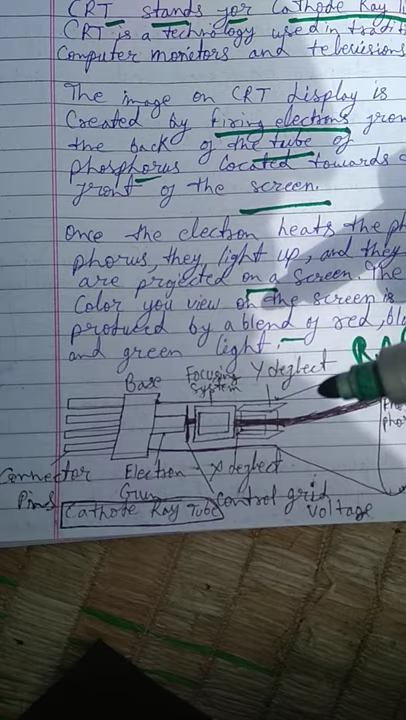 CRT stands for Cathode Ray
CRT is a technology used in
Computer monitors and televisions
The image on CRT display is
Created by firing electrons from
the back of the tube of
phosphorus located towards
front of the screen.
Once the electron heats the
phorus, they light up, and they
are projected on a screen. The
Color you view on the screen is
produced by a blend of red,
and green light.
Base
Focusing
System
Y deflect
Connector
Pins
Electron
Gun
X deflect
Control grid
voltage
Cathode Ray Tube